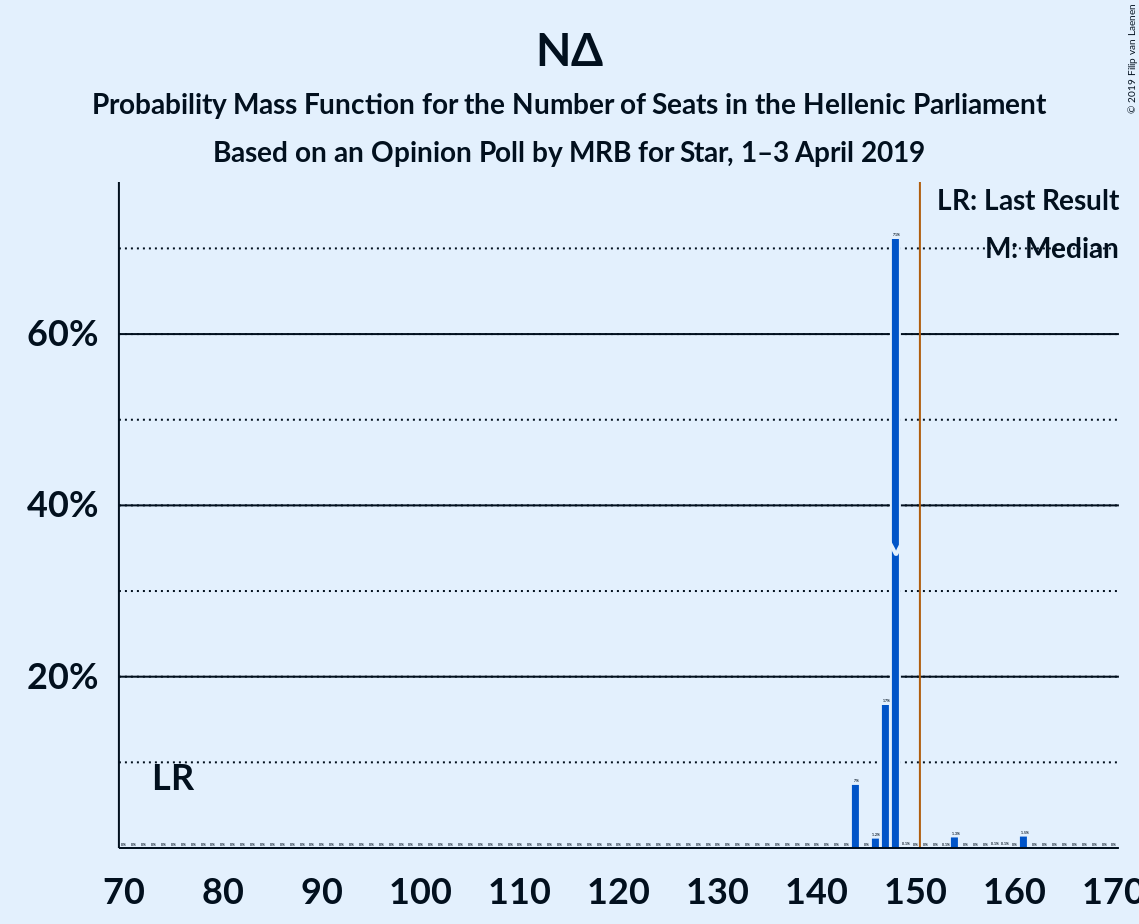 ΝΔ
Probability Mass Function for the Number of Seats in the Hellenic Parliament
Based on an Opinion Poll by MRB for Star, 1–3 April 2019
© 2019 Filip van Laenen
LR: Last Result
M: Median
60%
40%
20%
LR
M
70 80 90 100 110 120 130 140 150 160 170